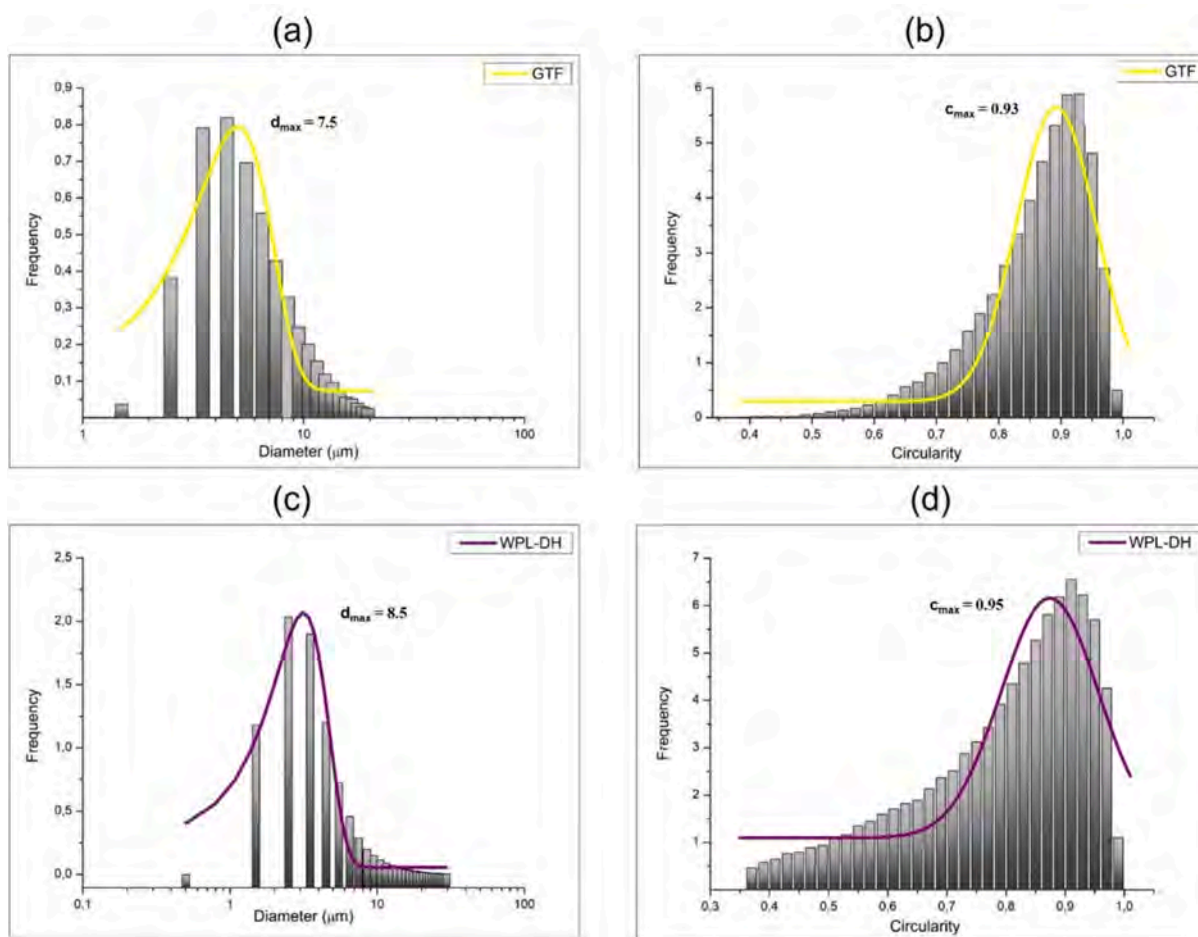 (a)
GTF
0,9
0,8
0,7
0,6
0,5
0,4
0,3
0,2
0,1
Frequency
dmax = 7.5
1 10 100
Diameter (μm)
(b)
GTF
6
5
4
3
2
1
0
Frequency
cmax = 0.93
0,4 0,5 0,6 0,7 0,8 0,9 1,0
Circularity
(c)
WPL-DH
2,5
2,0
1,5
1,0
0,5
0,0
Frequency
dmax = 8.5
0,1 1 10 100
Diameter (μm)
(d)
WPL-DH
7
6
5
4
3
2
1
Frequency
cmax = 0.95
0,3 0,4 0,5 0,6 0,7 0,8 0,9 1,0
Circularity